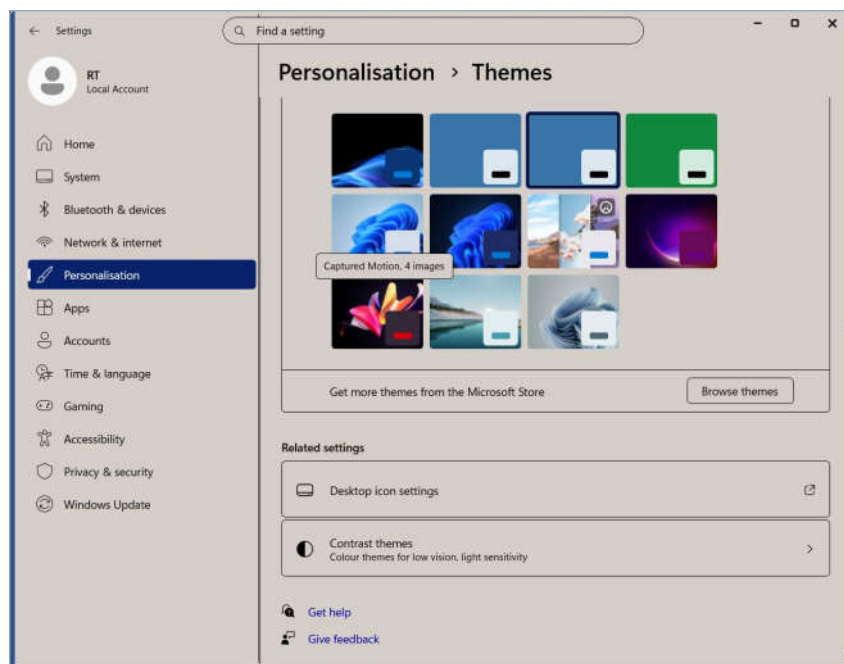 Settings
Find a setting
RT
Local Account
Home
System
Bluetooth & devices
Network & internet
Personalisation
Apps
Accounts
Time & language
Gaming
Accessibility
Privacy & security
Windows Update
Personalisation > Themes
Captured Motion, 4 images
Get more themes from the Microsoft Store
Browse themes
Related settings
Desktop icon settings
Contrast themes
Colour themes for low vision, light sensitivity
Get help
Give feedback